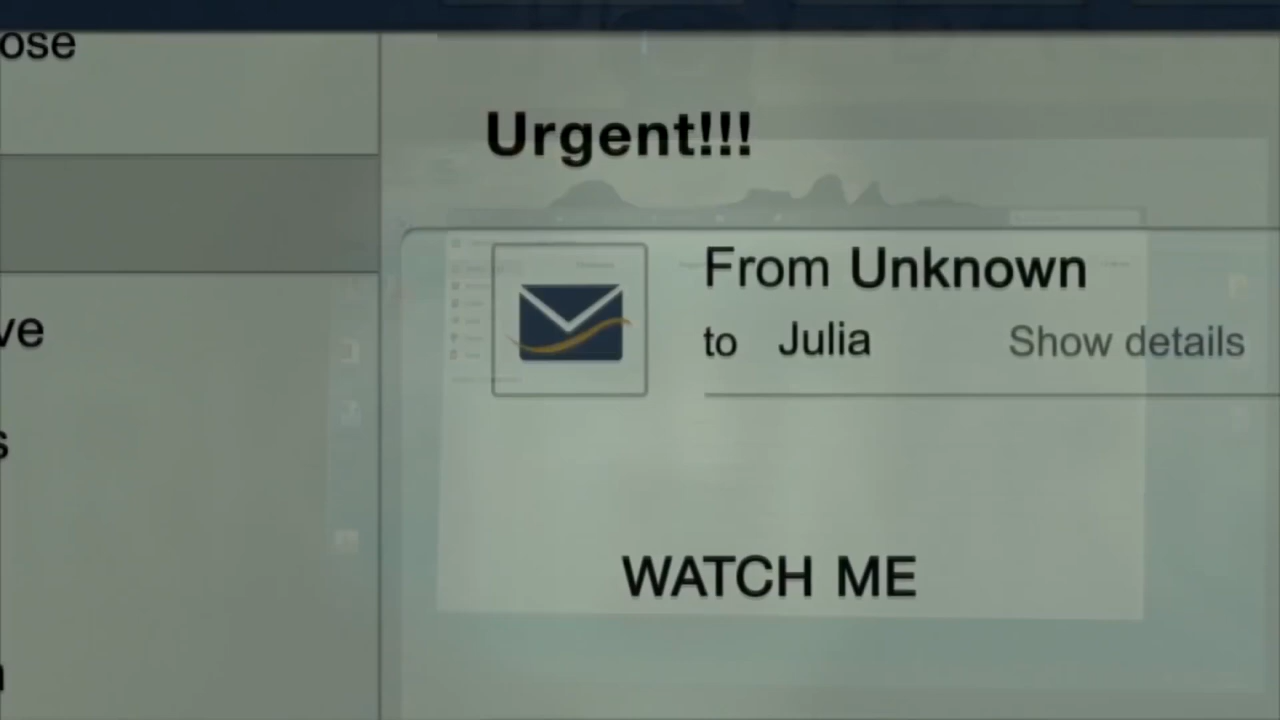 ose
Urgent!!!
From Unknown
ve
to Julia Show details
s
WATCH ME